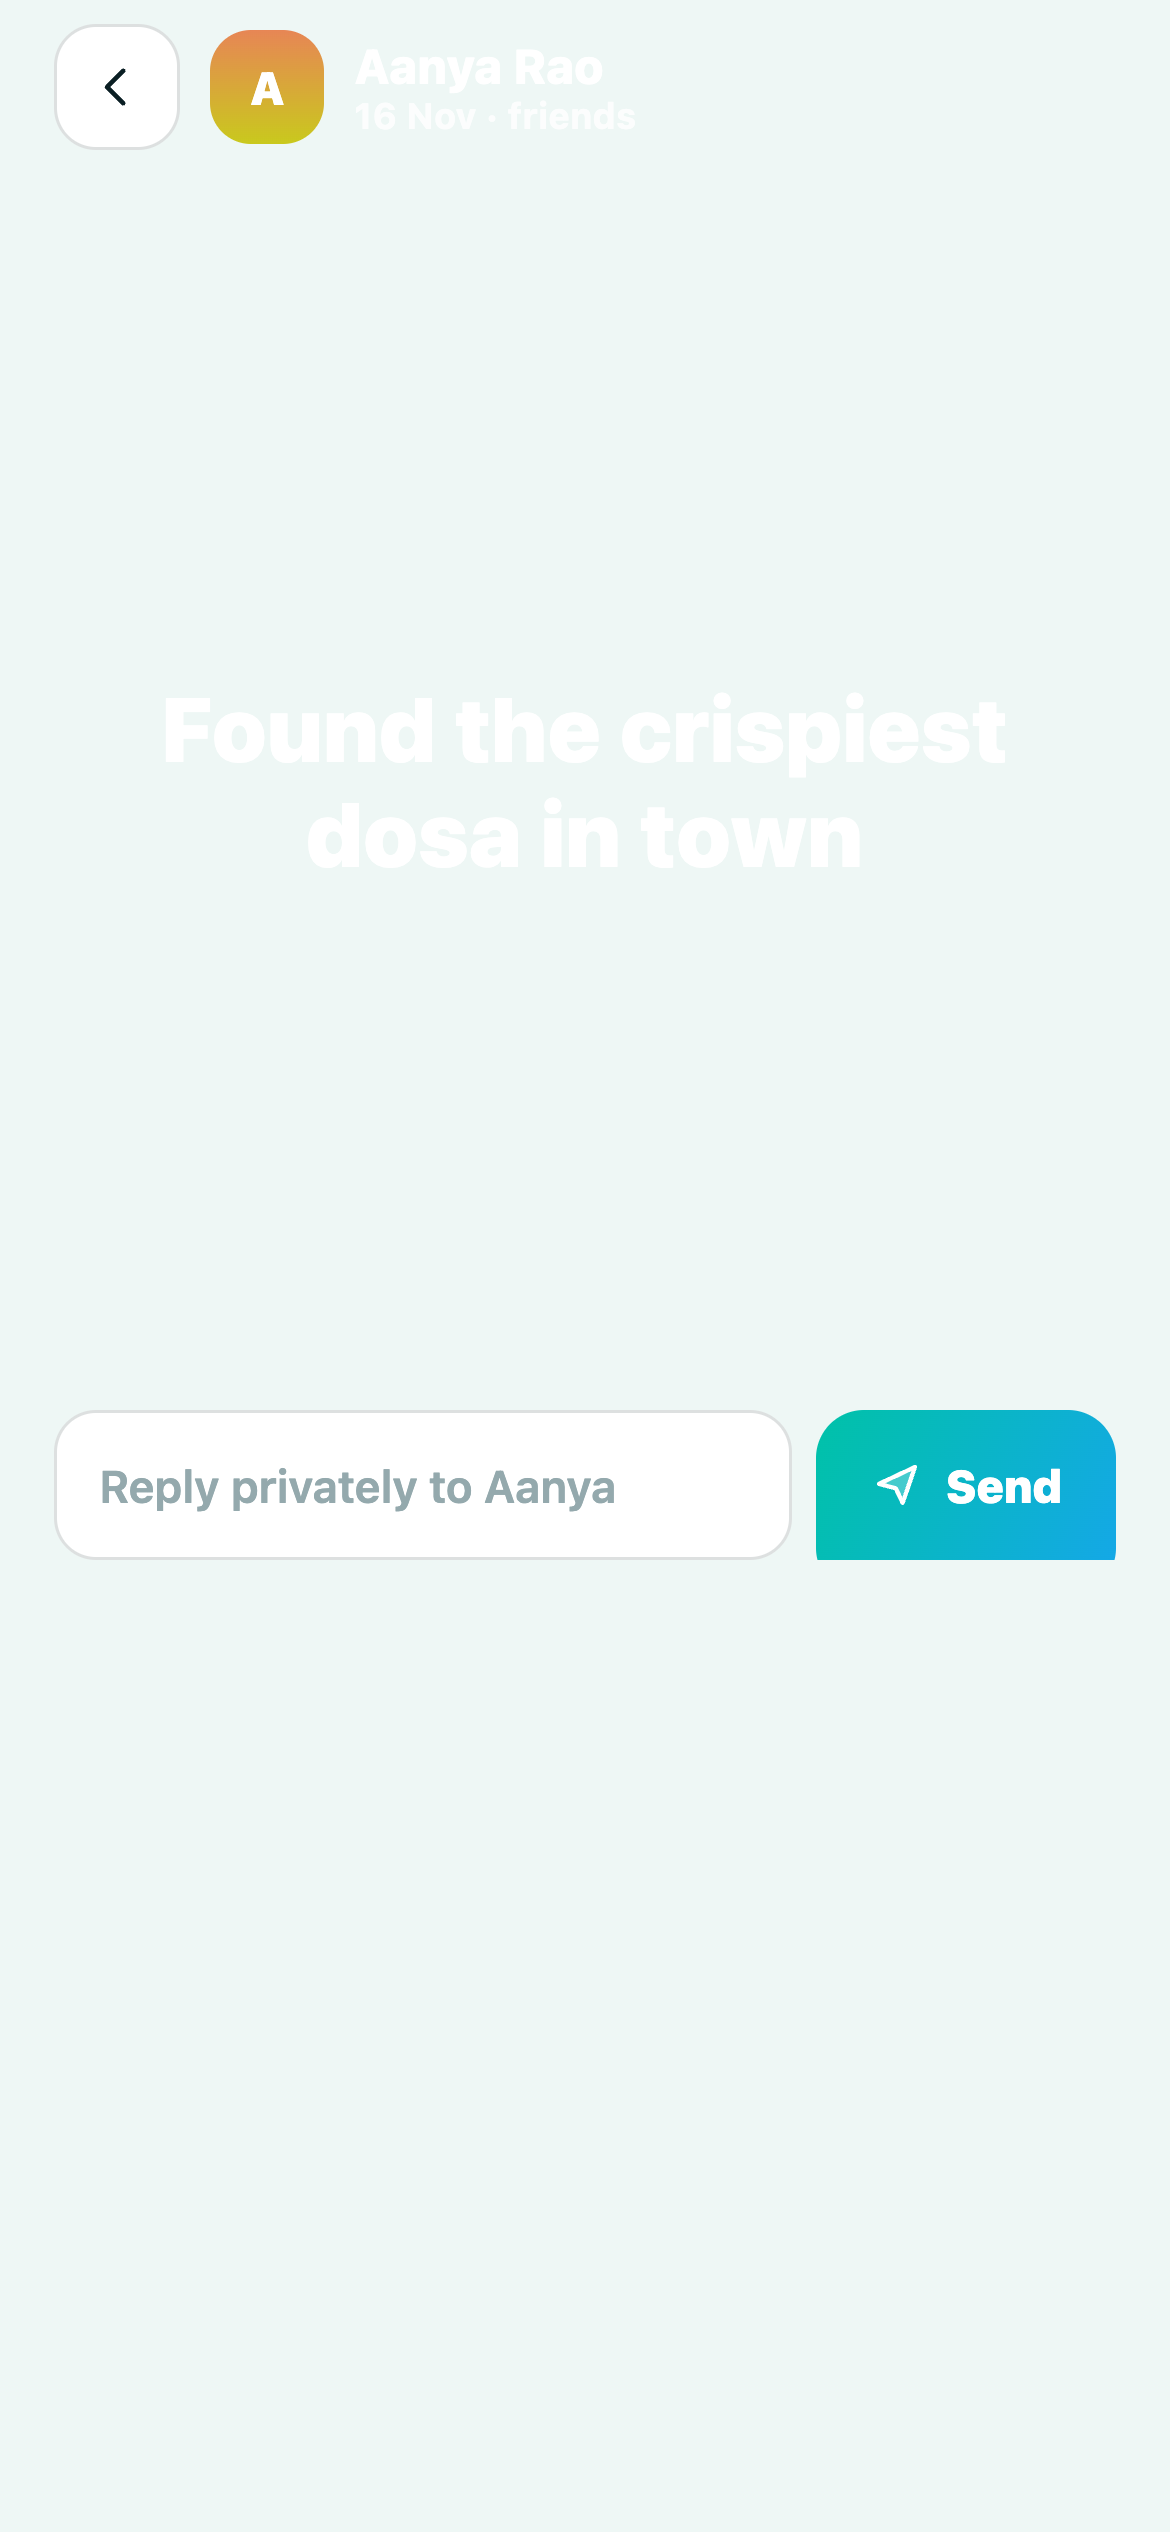 A
Aanya Rao
16 Nov · friends
Found the crispiest
dosa in town
Reply privately to Aanya
Send